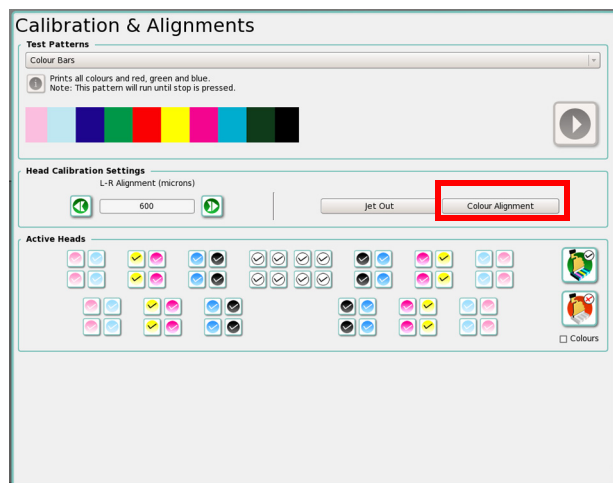 Calibration & Alignments
Test Patterns
Colour Bars
Prints all colours and red, green and blue.
Note: This pattern will run until stop is pressed.
Head Calibration Settings
L-R Alignment (microns)
600
Jet Out
Colour Alignment
Active Heads
Colours